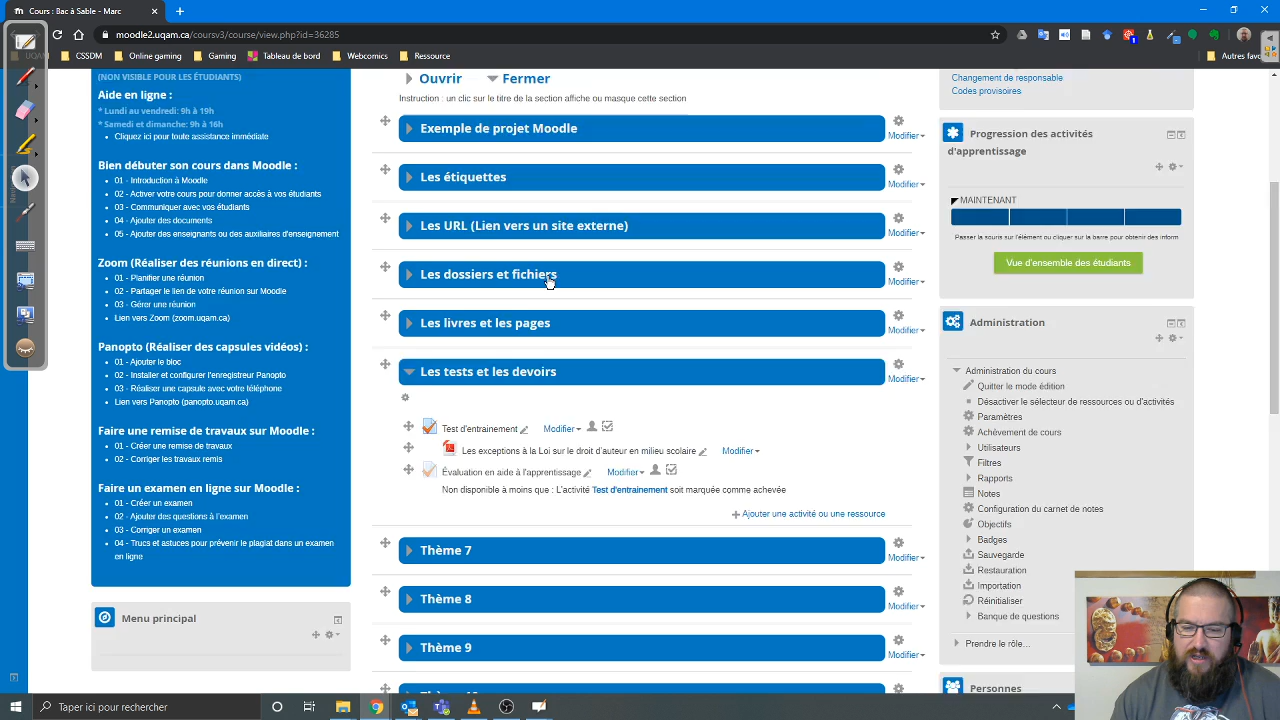 Cours : Bac à Sable - Moodle
moodle2.uqam.ca/coursv3/course/view.php?id=36285
UQAM
CSSDM
Online gaming
Gaming
Tableau de bord
Webcomics
Ressource
Autres favo
(NON VISIBLE POUR LES ÉTUDIANTS)
Aide en ligne :
* Lundi au vendredi: 9h à 19h
* Samedi et dimanche: 9h à 16h
Cliquez ici pour toute assistance immédiate
Bien débuter son cours dans Moodle :
01 - Introduction à Moodle
02 - Activer votre cours pour donner accès à vos étudiants
03 - Communiquer avec vos étudiants
04 - Ajouter des documents
05 - Ajouter des enseignants ou des auxiliaires d'enseignement
Zoom (Réaliser des réunions en direct) :
01 - Planifier une réunion
02 - Partager le lien de votre réunion sur Moodle
03 - Gérer une réunion
Lien vers Zoom (zoom.uqam.ca)
Panopto (Réaliser des capsules vidéos) :
01 - Ajouter le bloc
02 - Installer et configurer l'enregistreur Panopto
03 - Réaliser une capsule avec votre téléphone
Lien vers Panopto (panopto.uqam.ca)
Faire une remise de travaux sur Moodle :
01 - Créer une remise de travaux
02 - Corriger les travaux remis
Faire un examen en ligne sur Moodle :
01 - Créer un examen
02 - Ajouter des questions à l'examen
03 - Corriger un examen
04 - Trucs et astuces pour prévenir le plagiat dans un examen
en ligne
Menu principal
Ouvrir
Fermer
Instruction : un clic sur le titre de la section affiche ou masque cette section
Exemple de projet Moodle
Modifier
Les étiquettes
Modifier
Les URL (Lien vers un site externe)
Modifier
Les dossiers et fichiers
Modifier
Les livres et les pages
Modifier
Les tests et les devoirs
Modifier
Test d'entrainement
Modifier
Les exceptions à la Loi sur le droit d'auteur en milieu scolaire
Modifier
Évaluation en aide à l'apprentissage
Modifier
Non disponible à moins que : L'activité Test d'entrainement soit marquée comme achevée
Ajouter une activité ou une ressource
Thème 7
Modifier
Thème 8
Modifier
Thème 9
Modifier
Changement de responsable
Codes provisoires
Progression des activités
d'apprentissage
MAINTENANT
Passer la souris sur l'élément ou cliquer sur la barre pour obtenir des inform
Vue d'ensemble des étudiants
Administration
Administration du cours
Quitter le mode édition
Désactiver le sélecteur de ressources ou d'activités
Paramètres
Achèvement de cours
Utilisateurs
Filtres
Rapports
Notes
Configuration du carnet de notes
Objectifs
Badges
Sauvegarde
Restauration
Importation
Réinitialiser
Banque de questions
Prendre le rôle...
Personnes
Taper ici pour rechercher